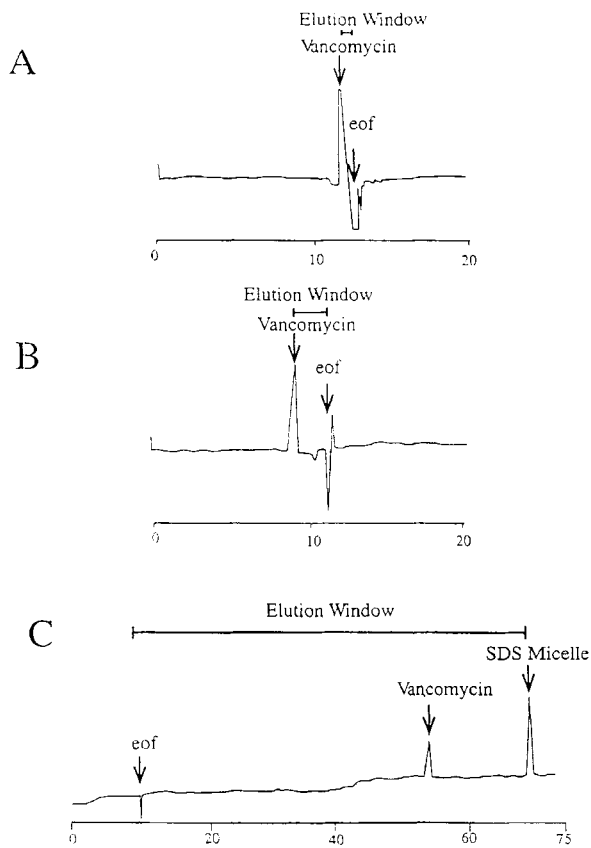 A
Elution Window
Vancomycin
eof
0 10 20
B
Elution Window
Vancomycin
eof
0 10 20
C
Elution Window
SDS Micelle
Vancomycin
eof
0 20 40 60 75